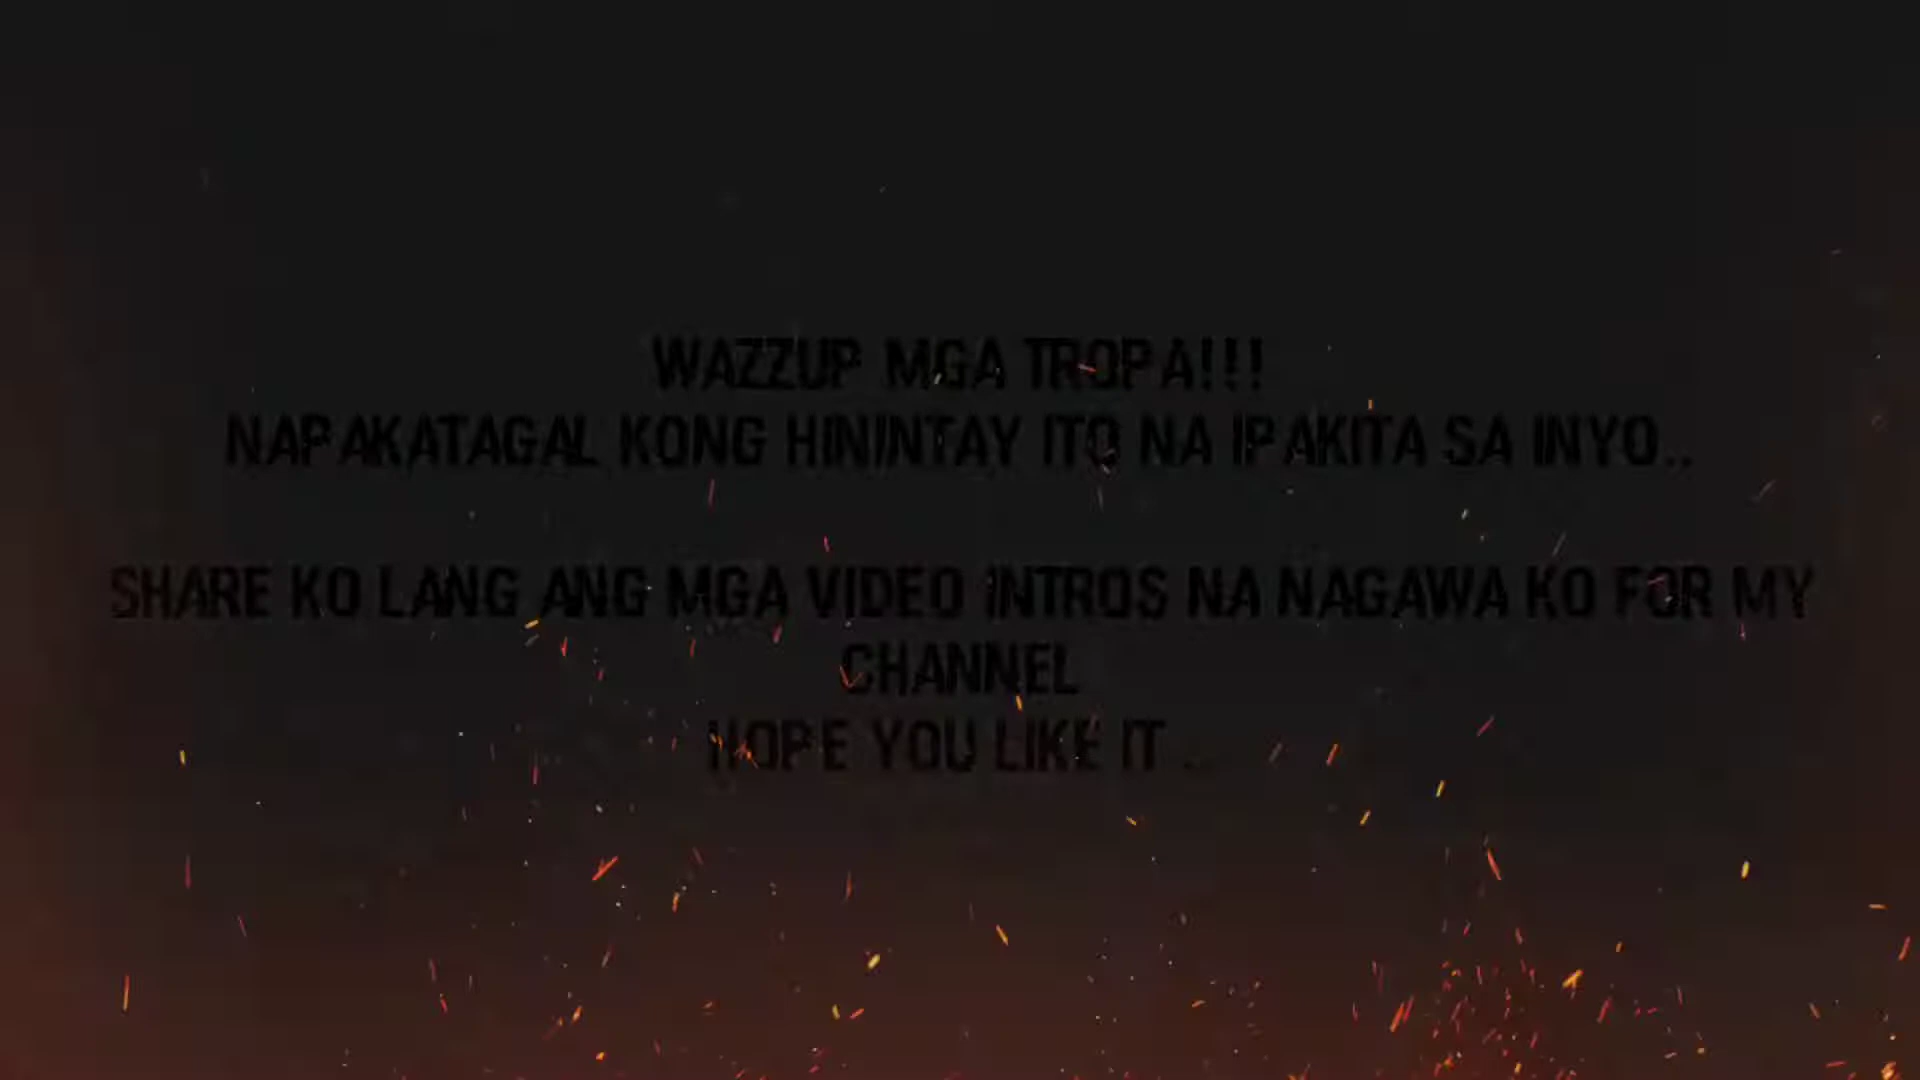 WAZZUP MGA TROPA!!!
NAPAKATAGAL KONG HININTAY ITO NA IPAKITA SA INYO..
SHARE KO LANG ANG MGA VIDEO INTROS NA NAGAWA KO FOR MY
CHANNEL
HOPE YOU LIKE IT ..